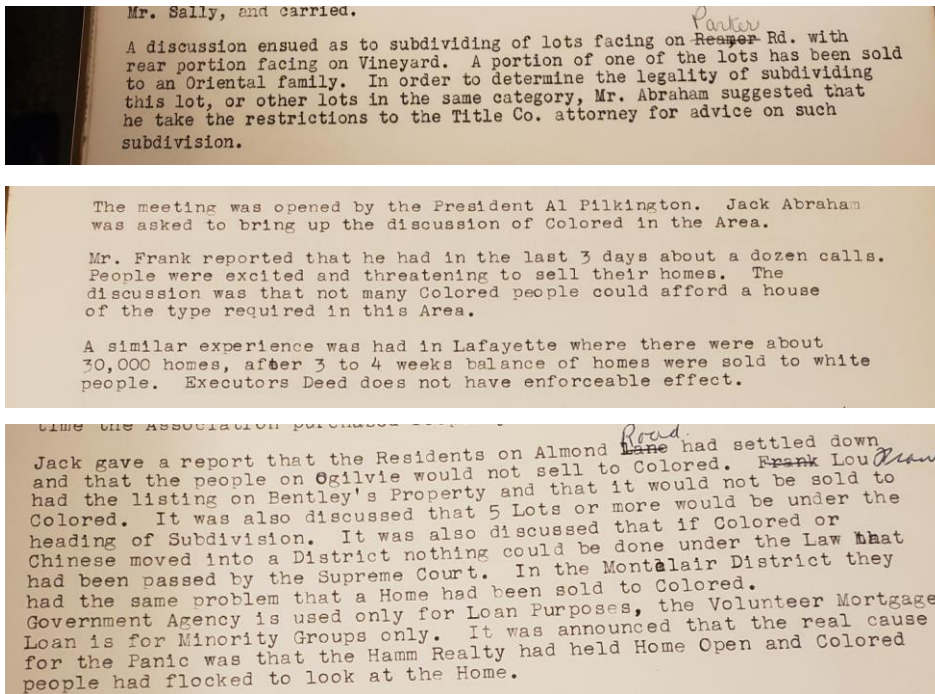 Mr. Sally, and carried.
Parker
A discussion ensued as to subdividing of lots facing on Reamer Rd. with
rear portion facing on Vineyard. A portion of one of the lots has been sold
to an Oriental family. In order to determine the legality of subdividing
this lot, or other lots in the same category, Mr. Abraham suggested that
he take the restrictions to the Title Co. attorney for advice on such
subdivision.
The meeting was opened by the President Al Pilkington. Jack Abraham
was asked to bring up the discussion of Colored in the Area.
Mr. Frank reported that he had in the last 3 days about a dozen calls.
People were excited and threatening to sell their homes. The
discussion was that not many Colored people could afford a house
of the type required in this Area.
A similar experience was had in Lafayette where there were about
30,000 homes, after 3 to 4 weeks balance of homes were sold to white
people. Executors Deed does not have enforceable effect.
time the Association purchased
Road.
Jack gave a report that the Residents on Almond Lane had settled down
and that the people on Ogilvie would not sell to Colored. Frank Lou
had the listing on Bentley's Property and that it would not be sold to
Colored. It was also discussed that 5 Lots or more would be under the
heading of Subdivision. It was also discussed that if Colored or
Chinese moved into a District nothing could be done under the Law that
had been passed by the Supreme Court. In the Montalair District they
had the same problem that a Home had been sold to Colored.
Government Agency is used only for Loan Purposes, the Volunteer Mortgage
Loan is for Minority Groups only. It was announced that the real cause
for the Panic was that the Hamm Realty had held Home Open and Colored
people had flocked to look at the Home.